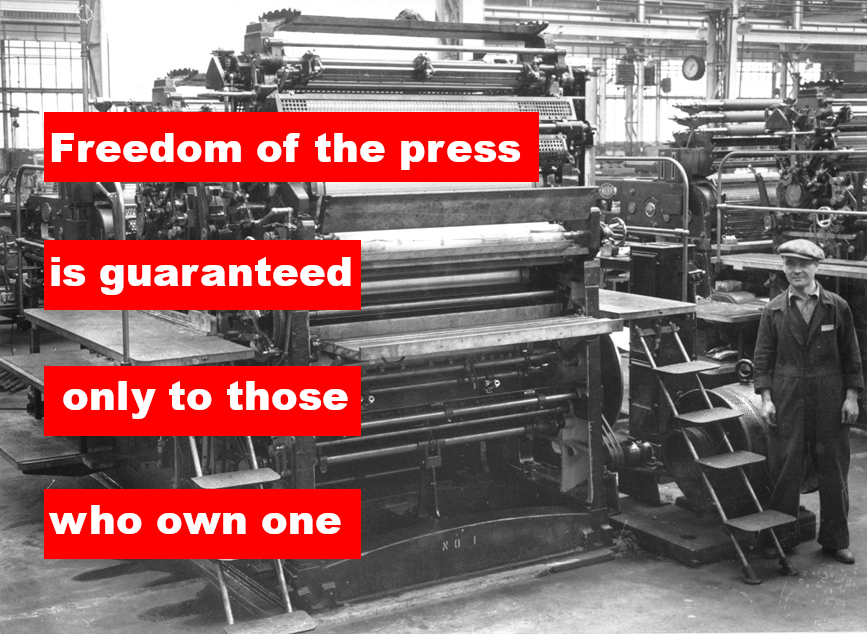 Freedom of the press
is guaranteed
only to those
who own one
NO 1